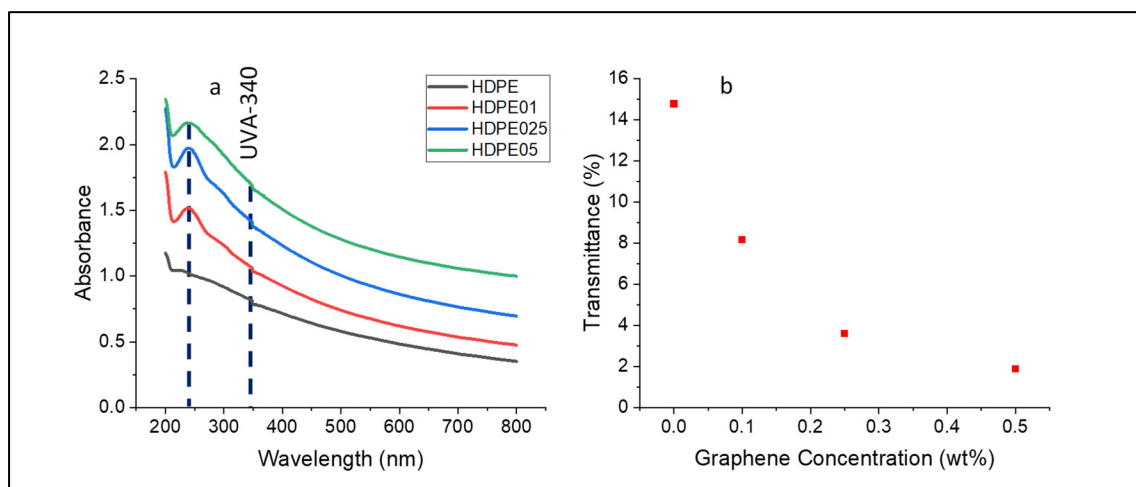 a
UVA-340
HDPE
HDPE01
HDPE025
HDPE05
2.5
2.0
1.5
1.0
0.5
0.0
Absorbance
200 300 400 500 600 700 800
Wavelength (nm)
b
16
14
12
10
8
6
4
2
0
Transmittance (%)
0.0 0.1 0.2 0.3 0.4 0.5
Graphene Concentration (wt%)